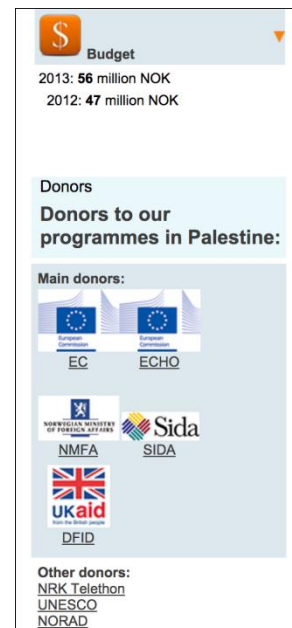 $
Budget
2013: 56 million NOK
2012: 47 million NOK
Donors
Donors to our
programmes in Palestine:
Main donors:
European
Commission
European
Commission
EC
ECHO
NORWEGIAN MINISTRY
OF FOREIGN AFFAIRS
Sida
NMFA
SIDA
UKaid
from the British people
DFID
Other donors:
NRK Telethon
UNESCO
NORAD